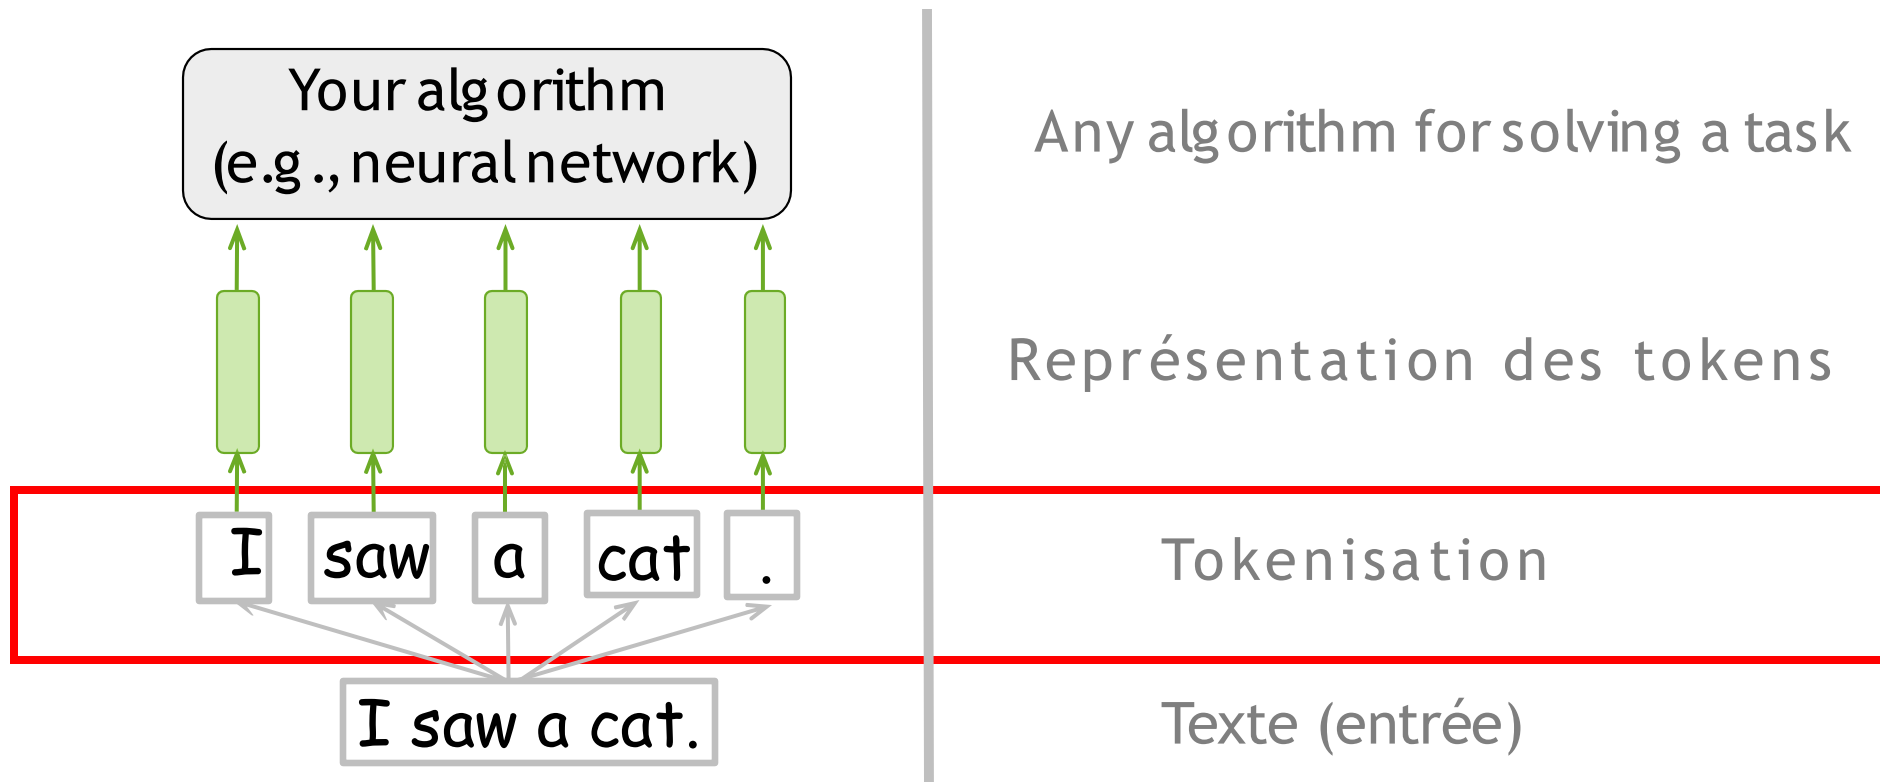 Your algorithm
(e.g., neural network)
Any algorithm for solving a task
Représentation des tokens
I saw a cat .
Tokenisation
I saw a cat.
Texte (entrée)